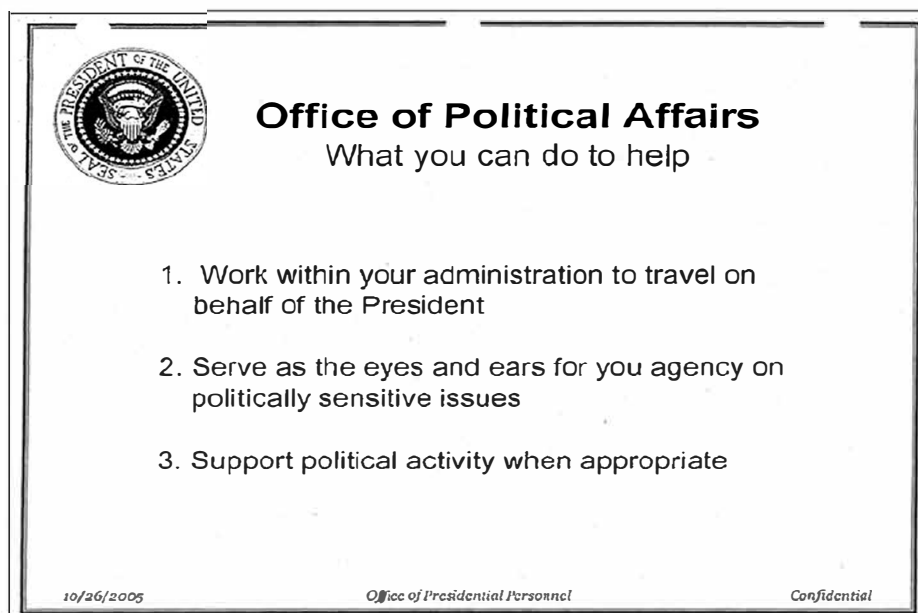 SEAL OF THE PRESIDENT OF THE UNITED STATES
Office of Political Affairs
What you can do to help
1. Work within your administration to travel on
behalf of the President
2. Serve as the eyes and ears for you agency on
politically sensitive issues
3. Support political activity when appropriate
10/26/2005 Office of Presidential Personnel Confidential